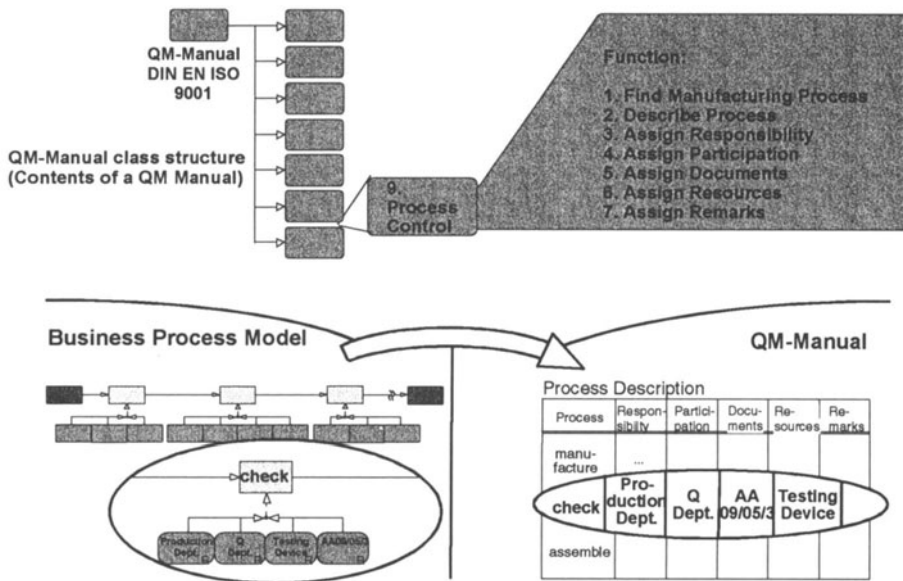 QM-Manual
DIN EN ISO
9001
QM-Manual class structure
(Contents of a QM Manual)
9.
Process
Control
Function:
1. Find Manufacturing Process
2. Describe Process
3. Assign Responsibility
4. Assign Participation
5. Assign Documents
6. Assign Resources
7. Assign Remarks
Business Process Model
check
Production
Dept.
Q
Dept.
Testing
Device
AA09/05/3
QM-Manual
Process Description
Process
Respon-
sibility
Partici-
pation
Docu-
ments
Re-
sources
Re-
marks
manu-
facture
...
check
Pro-
duction
Dept.
Q
Dept.
AA
09/05/3
Testing
Device
assemble